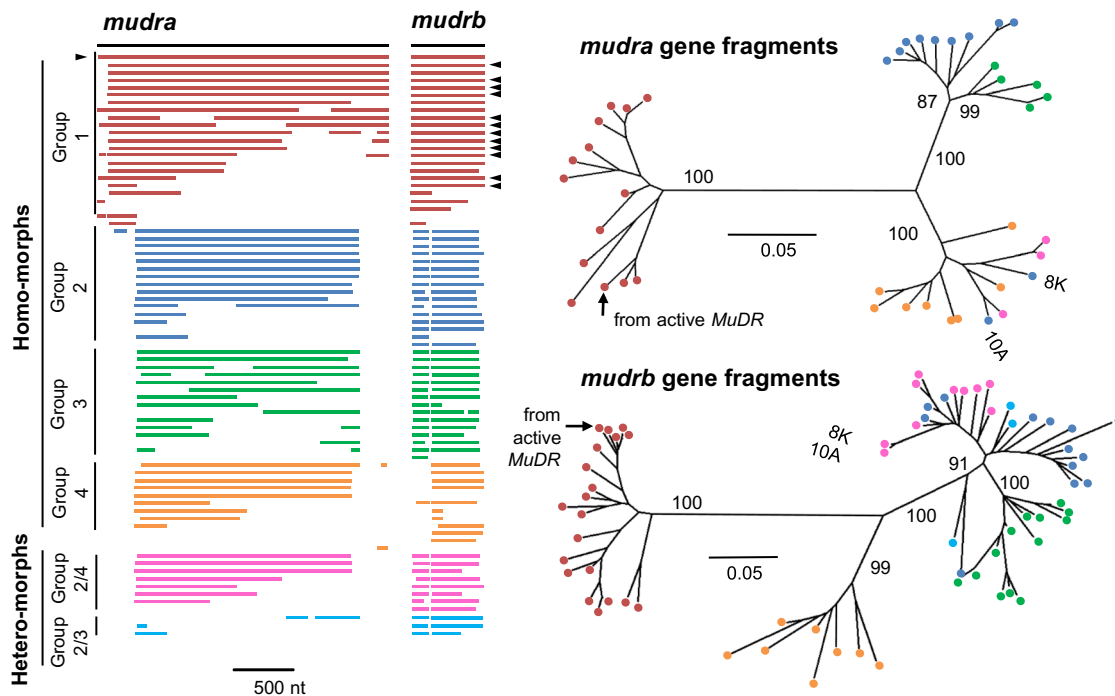 mudra
mudrb
Homo-morphs
Group
1
Group
2
Group
3
Group
4
Hetero-morphs
Group
2/4
Group
2/3
500 nt
mudra gene fragments
87
99
100
100
100
0.05
8K
10A
from active MuDR
mudrb gene fragments
from
active
MuDR
8K
10A
91
100
100
100
99
0.05